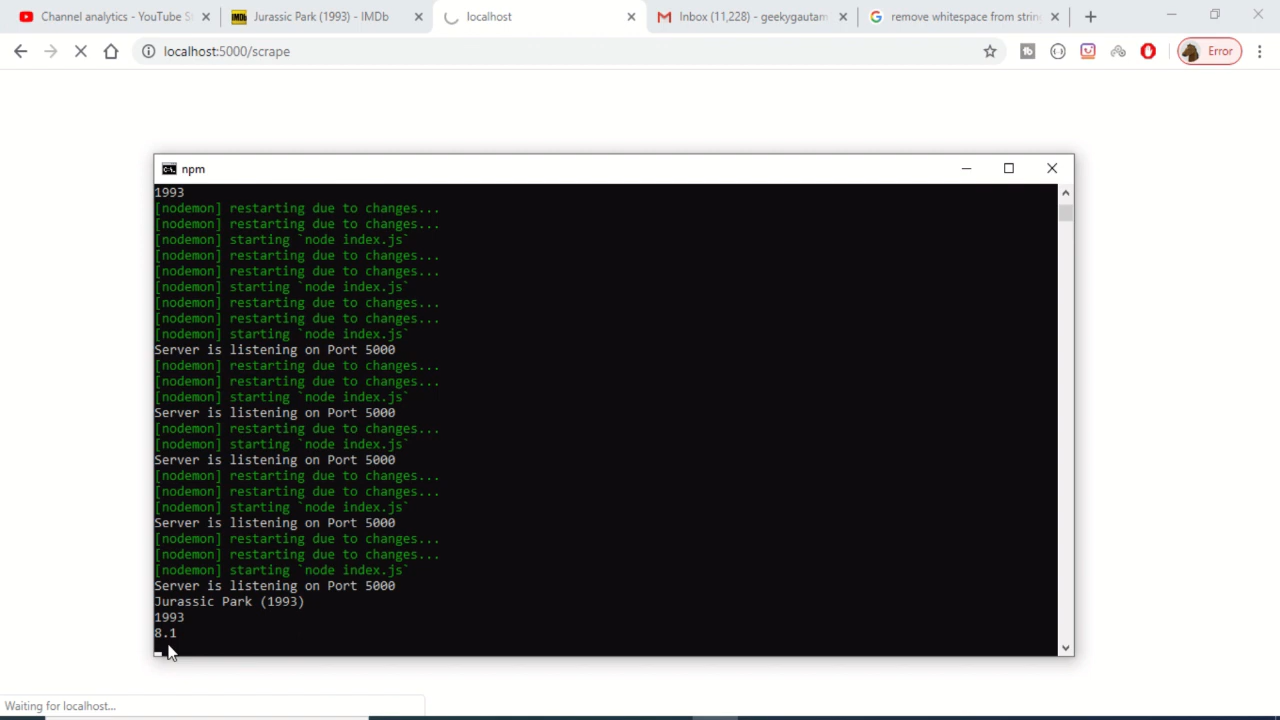 Channel analytics - YouTube S
Jurassic Park (1993) - IMDb
localhost
Inbox (11,228) - geekygautam
remove whitespace from string
localhost:5000/scrape
Error
npm
1993
[nodemon] restarting due to changes...
[nodemon] restarting due to changes...
[nodemon] starting `node index.js`
[nodemon] restarting due to changes...
[nodemon] restarting due to changes...
[nodemon] starting `node index.js`
[nodemon] restarting due to changes...
[nodemon] restarting due to changes...
[nodemon] starting `node index.js`
Server is listening on Port 5000
[nodemon] restarting due to changes...
[nodemon] restarting due to changes...
[nodemon] starting `node index.js`
Server is listening on Port 5000
[nodemon] restarting due to changes...
[nodemon] starting `node index.js`
Server is listening on Port 5000
[nodemon] restarting due to changes...
[nodemon] restarting due to changes...
[nodemon] starting `node index.js`
Server is listening on Port 5000
[nodemon] restarting due to changes...
[nodemon] restarting due to changes...
[nodemon] starting `node index.js`
Server is listening on Port 5000
Jurassic Park (1993)
1993
8.1
Waiting for localhost...